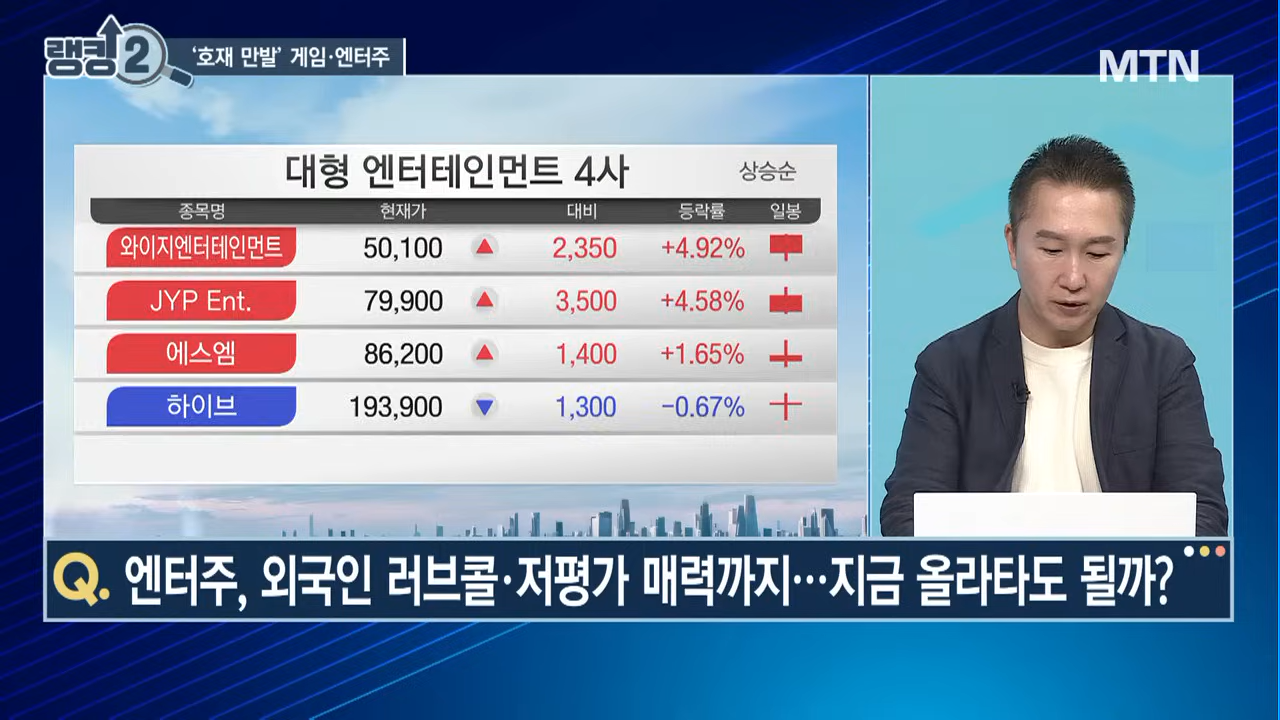 랭킹2 '호재 만발' 게임·엔터주
MTN
대형 엔터테인먼트 4사 상승순
종목명 현재가 대비 등락률 일봉
와이지엔터테인먼트 50,100 ▲ 2,350 +4.92%
JYP Ent. 79,900 ▲ 3,500 +4.58%
에스엠 86,200 ▲ 1,400 +1.65%
하이브 193,900 ▼ 1,300 -0.67%
Q. 엔터주, 외국인 러브콜·저평가 매력까지…지금 올라타도 될까?